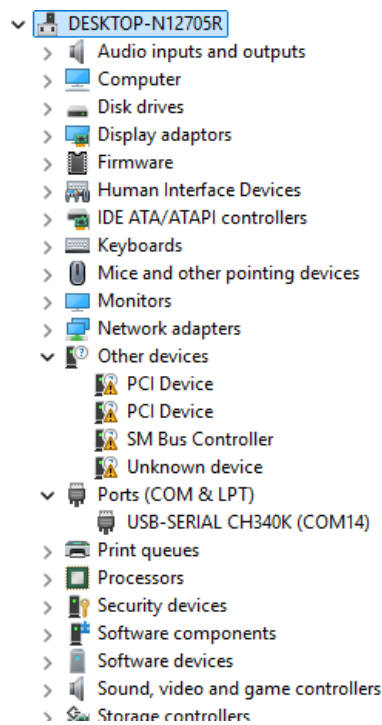 DESKTOP-N12705R
Audio inputs and outputs
Computer
Disk drives
Display adaptors
Firmware
Human Interface Devices
IDE ATA/ATAPI controllers
Keyboards
Mice and other pointing devices
Monitors
Network adapters
Other devices
PCI Device
PCI Device
SM Bus Controller
Unknown device
Ports (COM & LPT)
USB-SERIAL CH340K (COM14)
Print queues
Processors
Security devices
Software components
Software devices
Sound, video and game controllers
Storage controllers